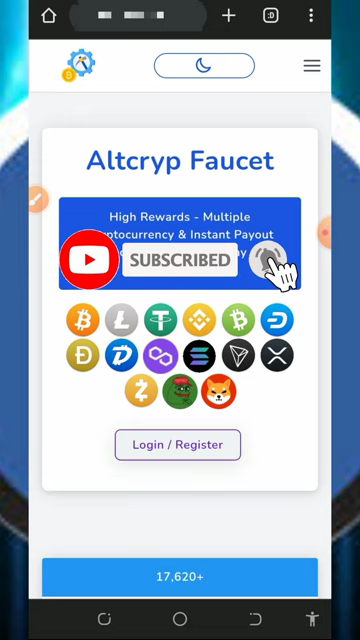 :D
Altcryp Faucet
High Rewards - Multiple
ptocurrency & Instant Payout
SUBSCRIBED
Login / Register
17,620+